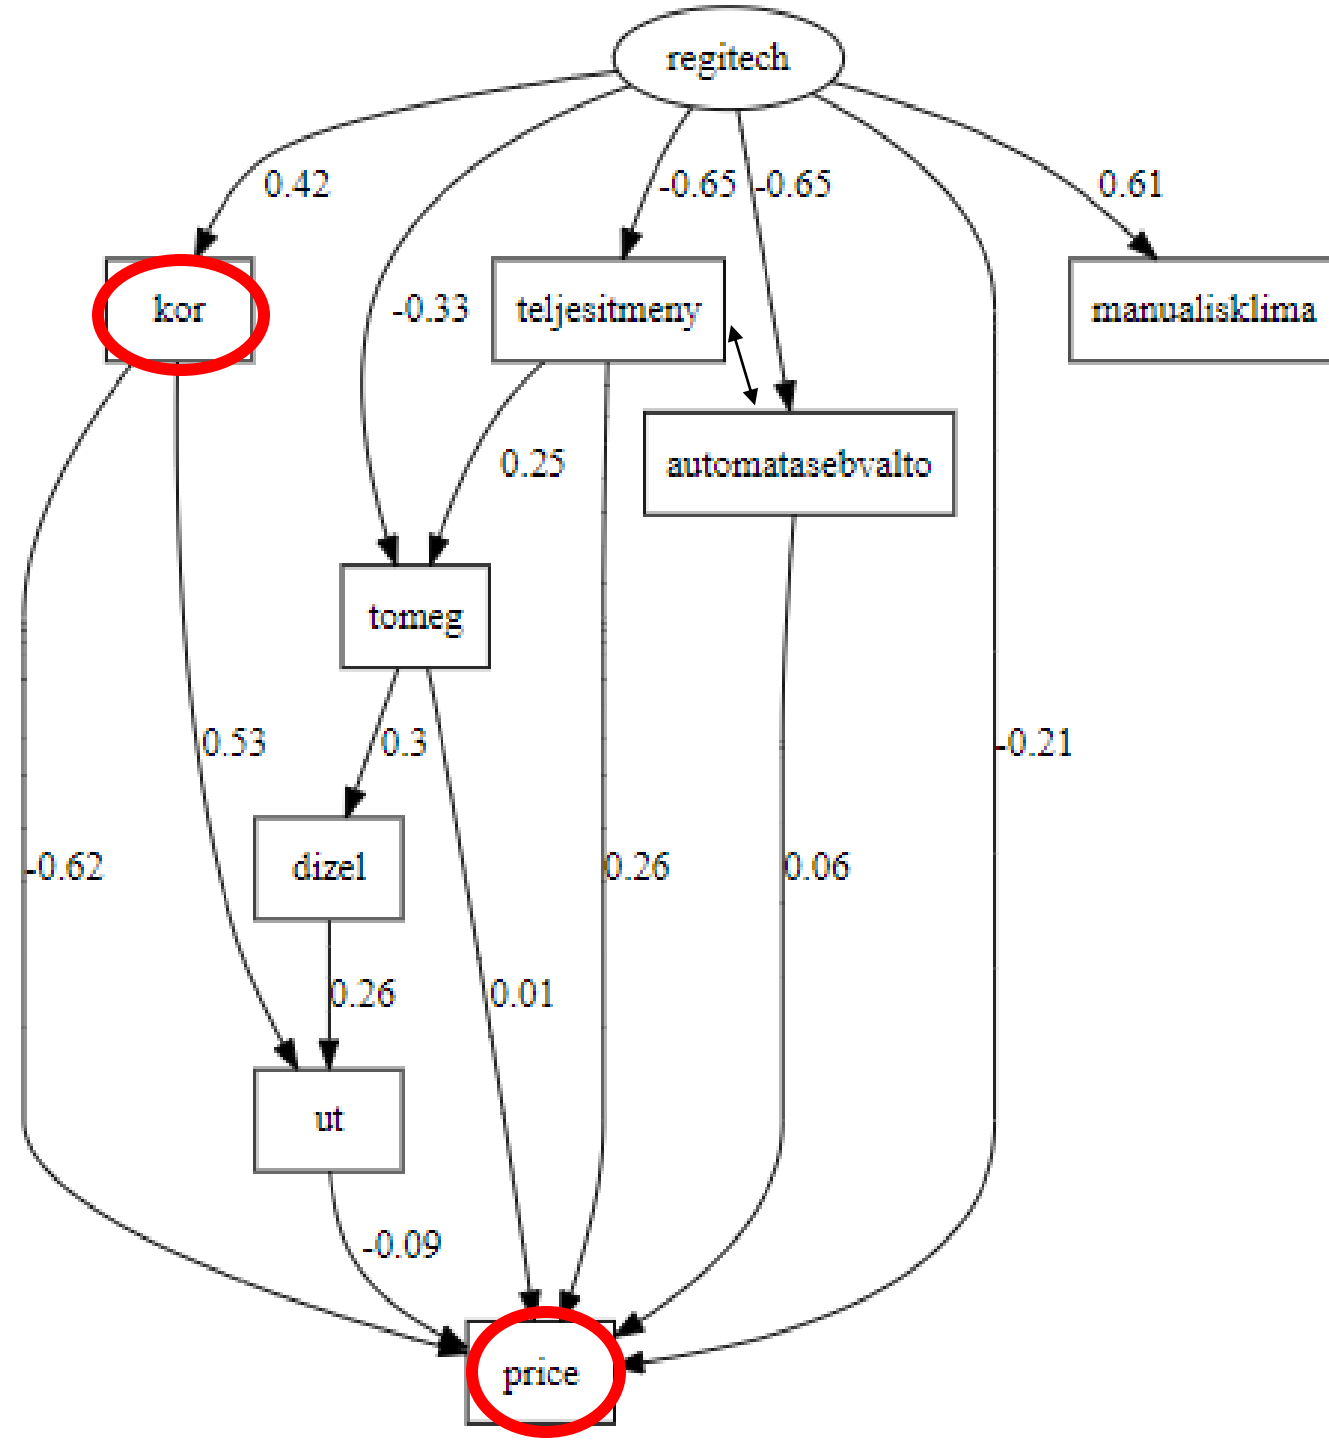 regitech
0.42
-0.65
-0.65
0.61
kor
-0.33
teljesitmeny
manualisklima
0.25
automatasebvalto
tomeg
0.53
0.3
-0.21
-0.62
dizel
0.26
0.06
0.26
0.01
ut
-0.09
price